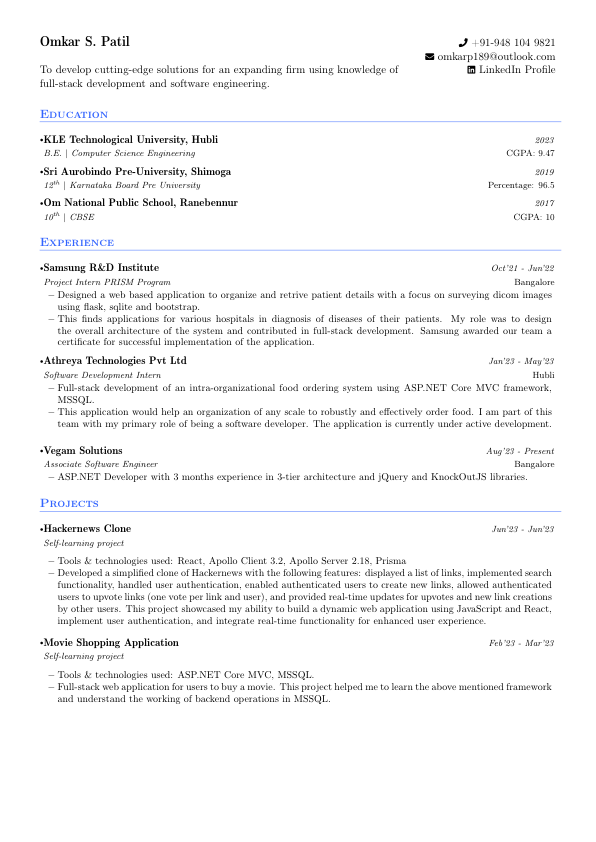 Omkar S. Patil
+91-948 104 9821
omkarp189@outlook.com
LinkedIn Profile
To develop cutting-edge solutions for an expanding firm using knowledge of
full-stack development and software engineering.
Education
•KLE Technological University, Hubli 2023
B.E. | Computer Science Engineering CGPA: 9.47
•Sri Aurobindo Pre-University, Shimoga 2019
12th | Karnataka Board Pre University Percentage: 96.5
•Om National Public School, Ranebennur 2017
10th | CBSE CGPA: 10
Experience
•Samsung R&D Institute Oct'21 - Jun'22
Project Intern PRISM Program Bangalore
– Designed a web based application to organize and retrive patient details with a focus on surveying dicom images
using flask, sqlite and bootstrap.
– This finds applications for various hospitals in diagnosis of diseases of their patients. My role was to design
the overall architecture of the system and contributed in full-stack development. Samsung awarded our team a
certificate for successful implementation of the application.
•Athreya Technologies Pvt Ltd Jan'23 - May'23
Software Development Intern Hubli
– Full-stack development of an intra-organizational food ordering system using ASP.NET Core MVC framework,
MSSQL.
– This application would help an organization of any scale to robustly and effectively order food. I am part of this
team with my primary role of being a software developer. The application is currently under active development.
•Vegam Solutions Aug'23 - Present
Associate Software Engineer Bangalore
– ASP.NET Developer with 3 months experience in 3-tier architecture and jQuery and KnockOutJS libraries.
Projects
•Hackernews Clone Jun'23 - Jun'23
Self-learning project
– Tools & technologies used: React, Apollo Client 3.2, Apollo Server 2.18, Prisma
– Developed a simplified clone of Hackernews with the following features: displayed a list of links, implemented search
functionality, handled user authentication, enabled authenticated users to create new links, allowed authenticated
users to upvote links (one vote per link and user), and provided real-time updates for upvotes and new link creations
by other users. This project showcased my ability to build a dynamic web application using JavaScript and React,
implement user authentication, and integrate real-time functionality for enhanced user experience.
•Movie Shopping Application Feb'23 - Mar'23
Self-learning project
– Tools & technologies used: ASP.NET Core MVC, MSSQL.
– Full-stack web application for users to buy a movie. This project helped me to learn the above mentioned framework
and understand the working of backend operations in MSSQL.